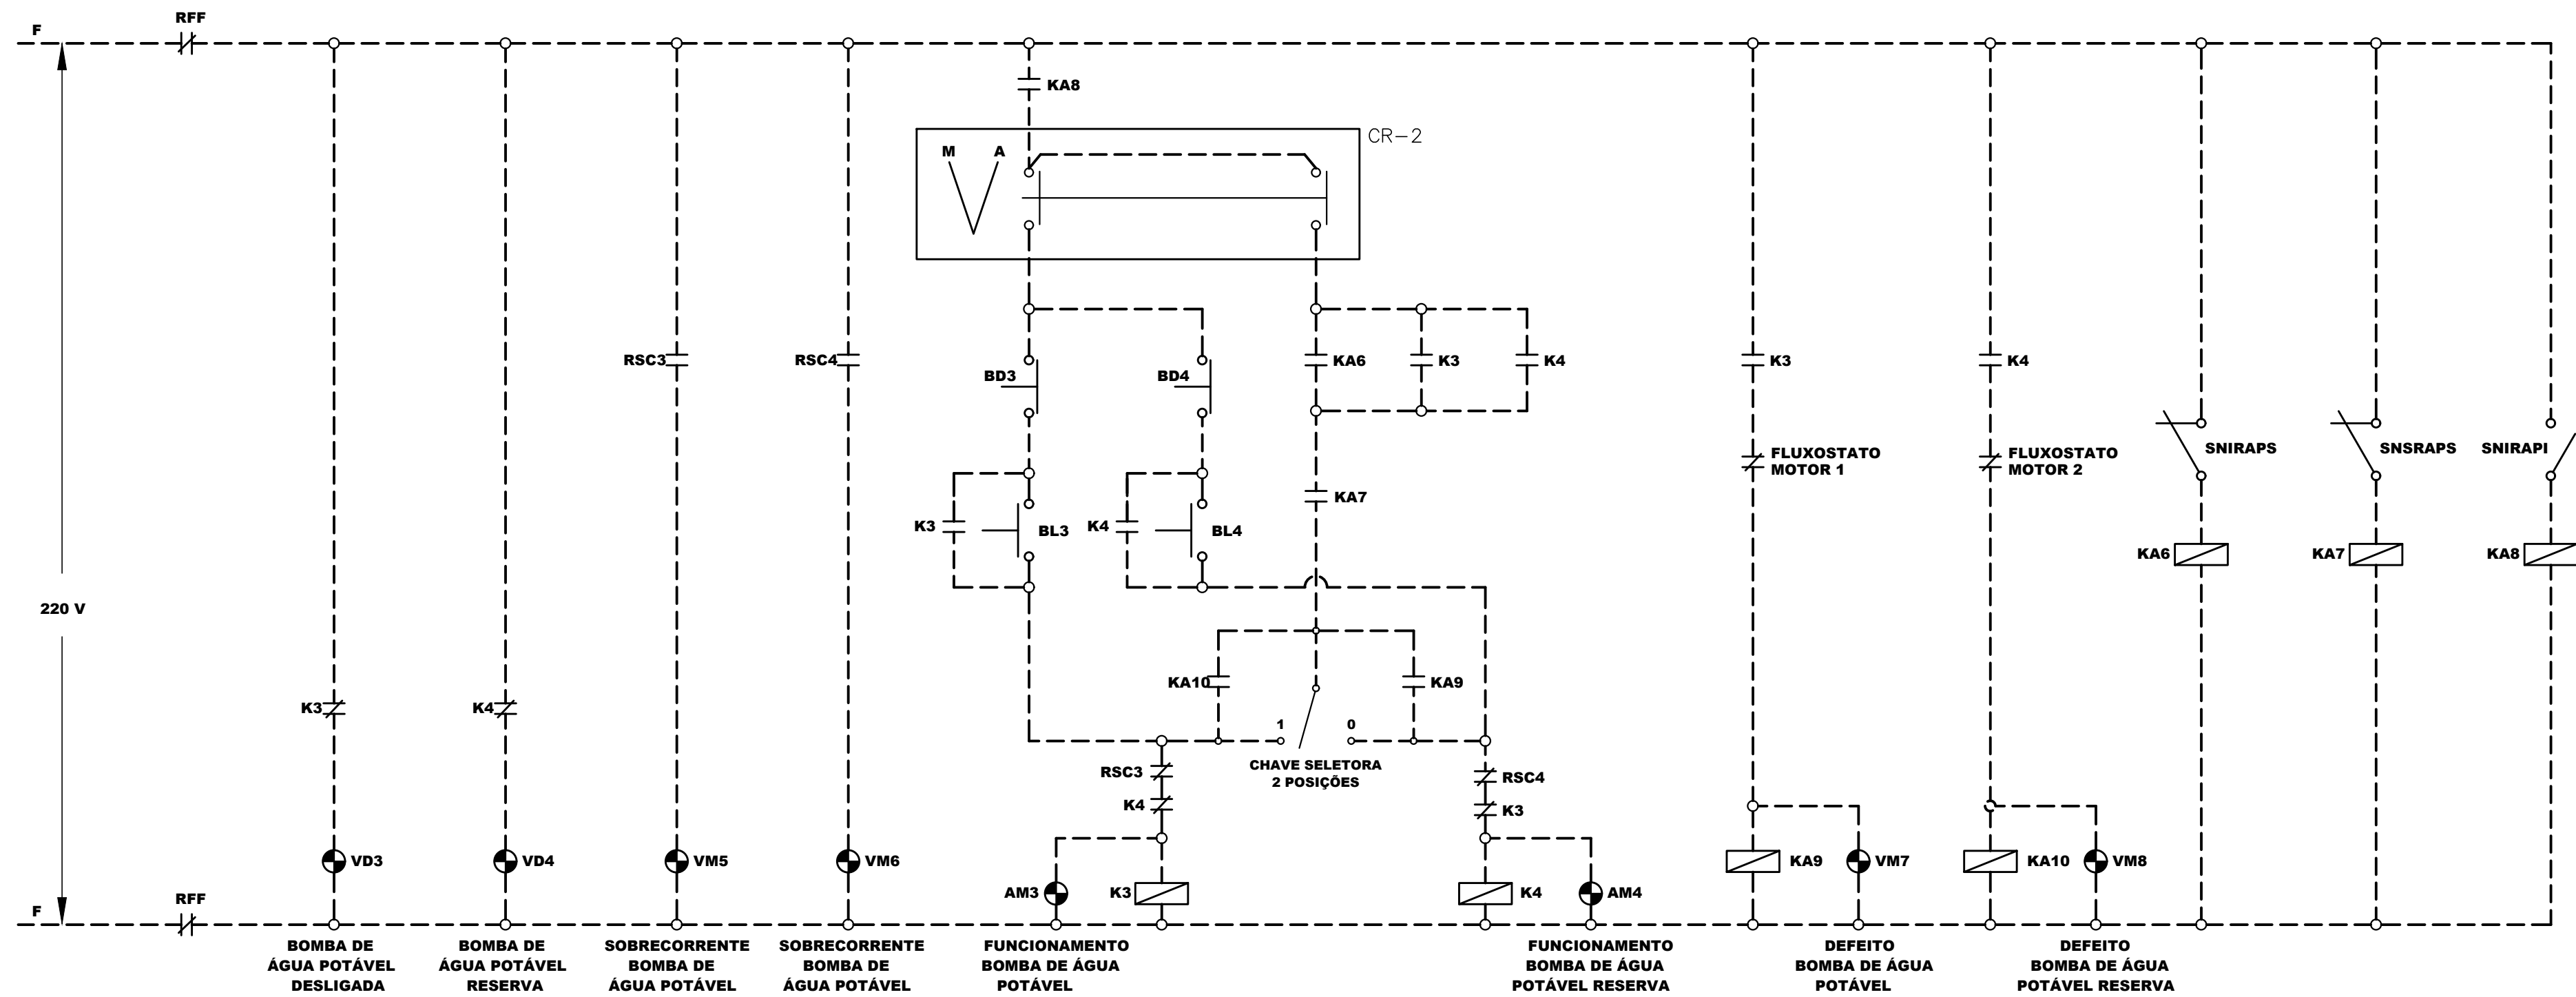 RFF
F
KA8
CR-2
M
A
RSC3
RSC4
BD3
BD4
KA6
K3
K4
K3
K4
FLUXOSTATO
MOTOR 1
FLUXOSTATO
MOTOR 2
SNIRAPS
SNSRAPS
SNIRAPI
KA7
K3
BL3
K4
BL4
KA6
KA7
KA8
220 V
KA10
KA9
K3
K4
1
0
CHAVE SELETORA
2 POSIÇÕES
RSC3
K4
RSC4
K3
VD3
VD4
VM5
VM6
KA9
VM7
KA10
VM8
AM3
K3
K4
AM4
RFF
F
BOMBA DE
ÁGUA POTÁVEL
DESLIGADA
BOMBA DE
ÁGUA POTÁVEL
RESERVA
SOBRECORRENTE
BOMBA DE
ÁGUA POTÁVEL
SOBRECORRENTE
BOMBA DE
ÁGUA POTÁVEL
FUNCIONAMENTO
BOMBA DE ÁGUA
POTÁVEL
FUNCIONAMENTO
BOMBA DE ÁGUA
POTÁVEL RESERVA
DEFEITO
BOMBA DE ÁGUA
POTÁVEL
DEFEITO
BOMBA DE ÁGUA
POTÁVEL RESERVA